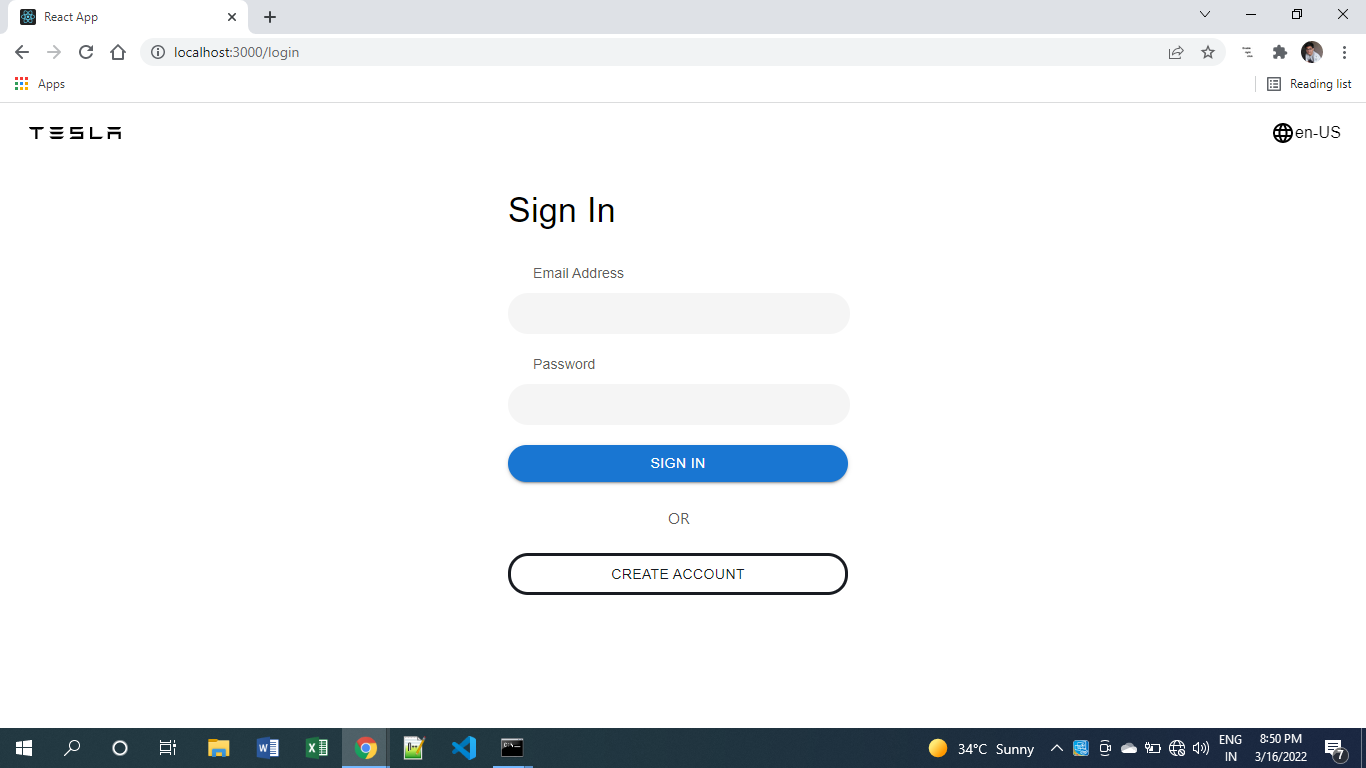 React App
localhost:3000/login
Apps
Reading list
TESLA
en-US
Sign In
Email Address
Password
SIGN IN
OR
CREATE ACCOUNT
34°C Sunny
ENG
IN
8:50 PM
3/16/2022
7